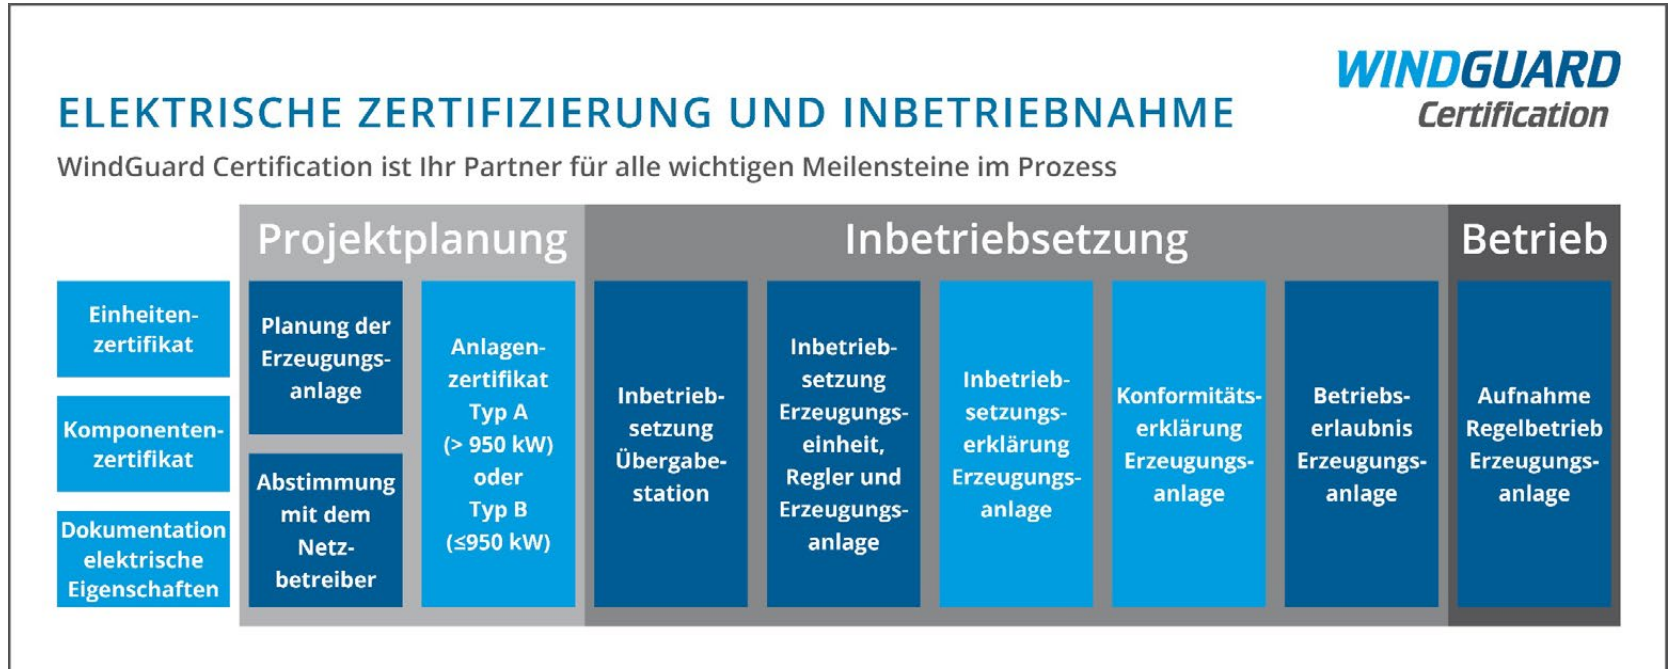 WINDGUARD
Certification
ELEKTRISCHE ZERTIFIZIERUNG UND INBETRIEBNAHME
WindGuard Certification ist Ihr Partner für alle wichtigen Meilensteine im Prozess
Projektplanung
Inbetriebsetzung
Betrieb
Einheiten-
zertifikat
Komponenten-
zertifikat
Dokumentation
elektrische
Eigenschaften
Planung der
Erzeugungs-
anlage
Abstimmung
mit dem
Netz-
betreiber
Anlagen-
zertifikat
Typ A
(> 950 kW)
oder
Typ B
(≤950 kW)
Inbetrieb-
setzung
Übergabe-
station
Inbetrieb-
setzung
Erzeugungs-
einheit,
Regler und
Erzeugungs-
anlage
Inbetrieb-
setzungs-
erklärung
Erzeugungs-
anlage
Konformitäts-
erklärung
Erzeugungs-
anlage
Betriebs-
erlaubnis
Erzeugungs-
anlage
Aufnahme
Regelbetrieb
Erzeugungs-
anlage